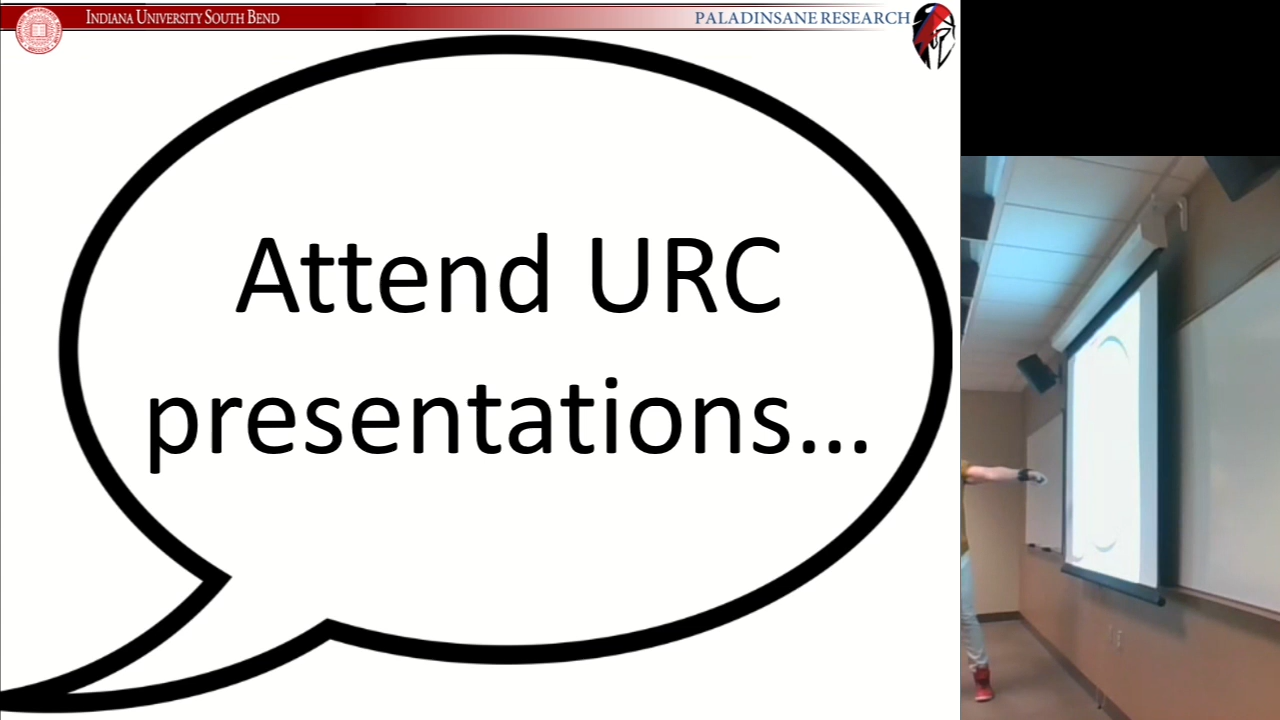 INDIANA UNIVERSITY SOUTH BEND
PALADINSANE RESEARCH
Attend URC
presentations...